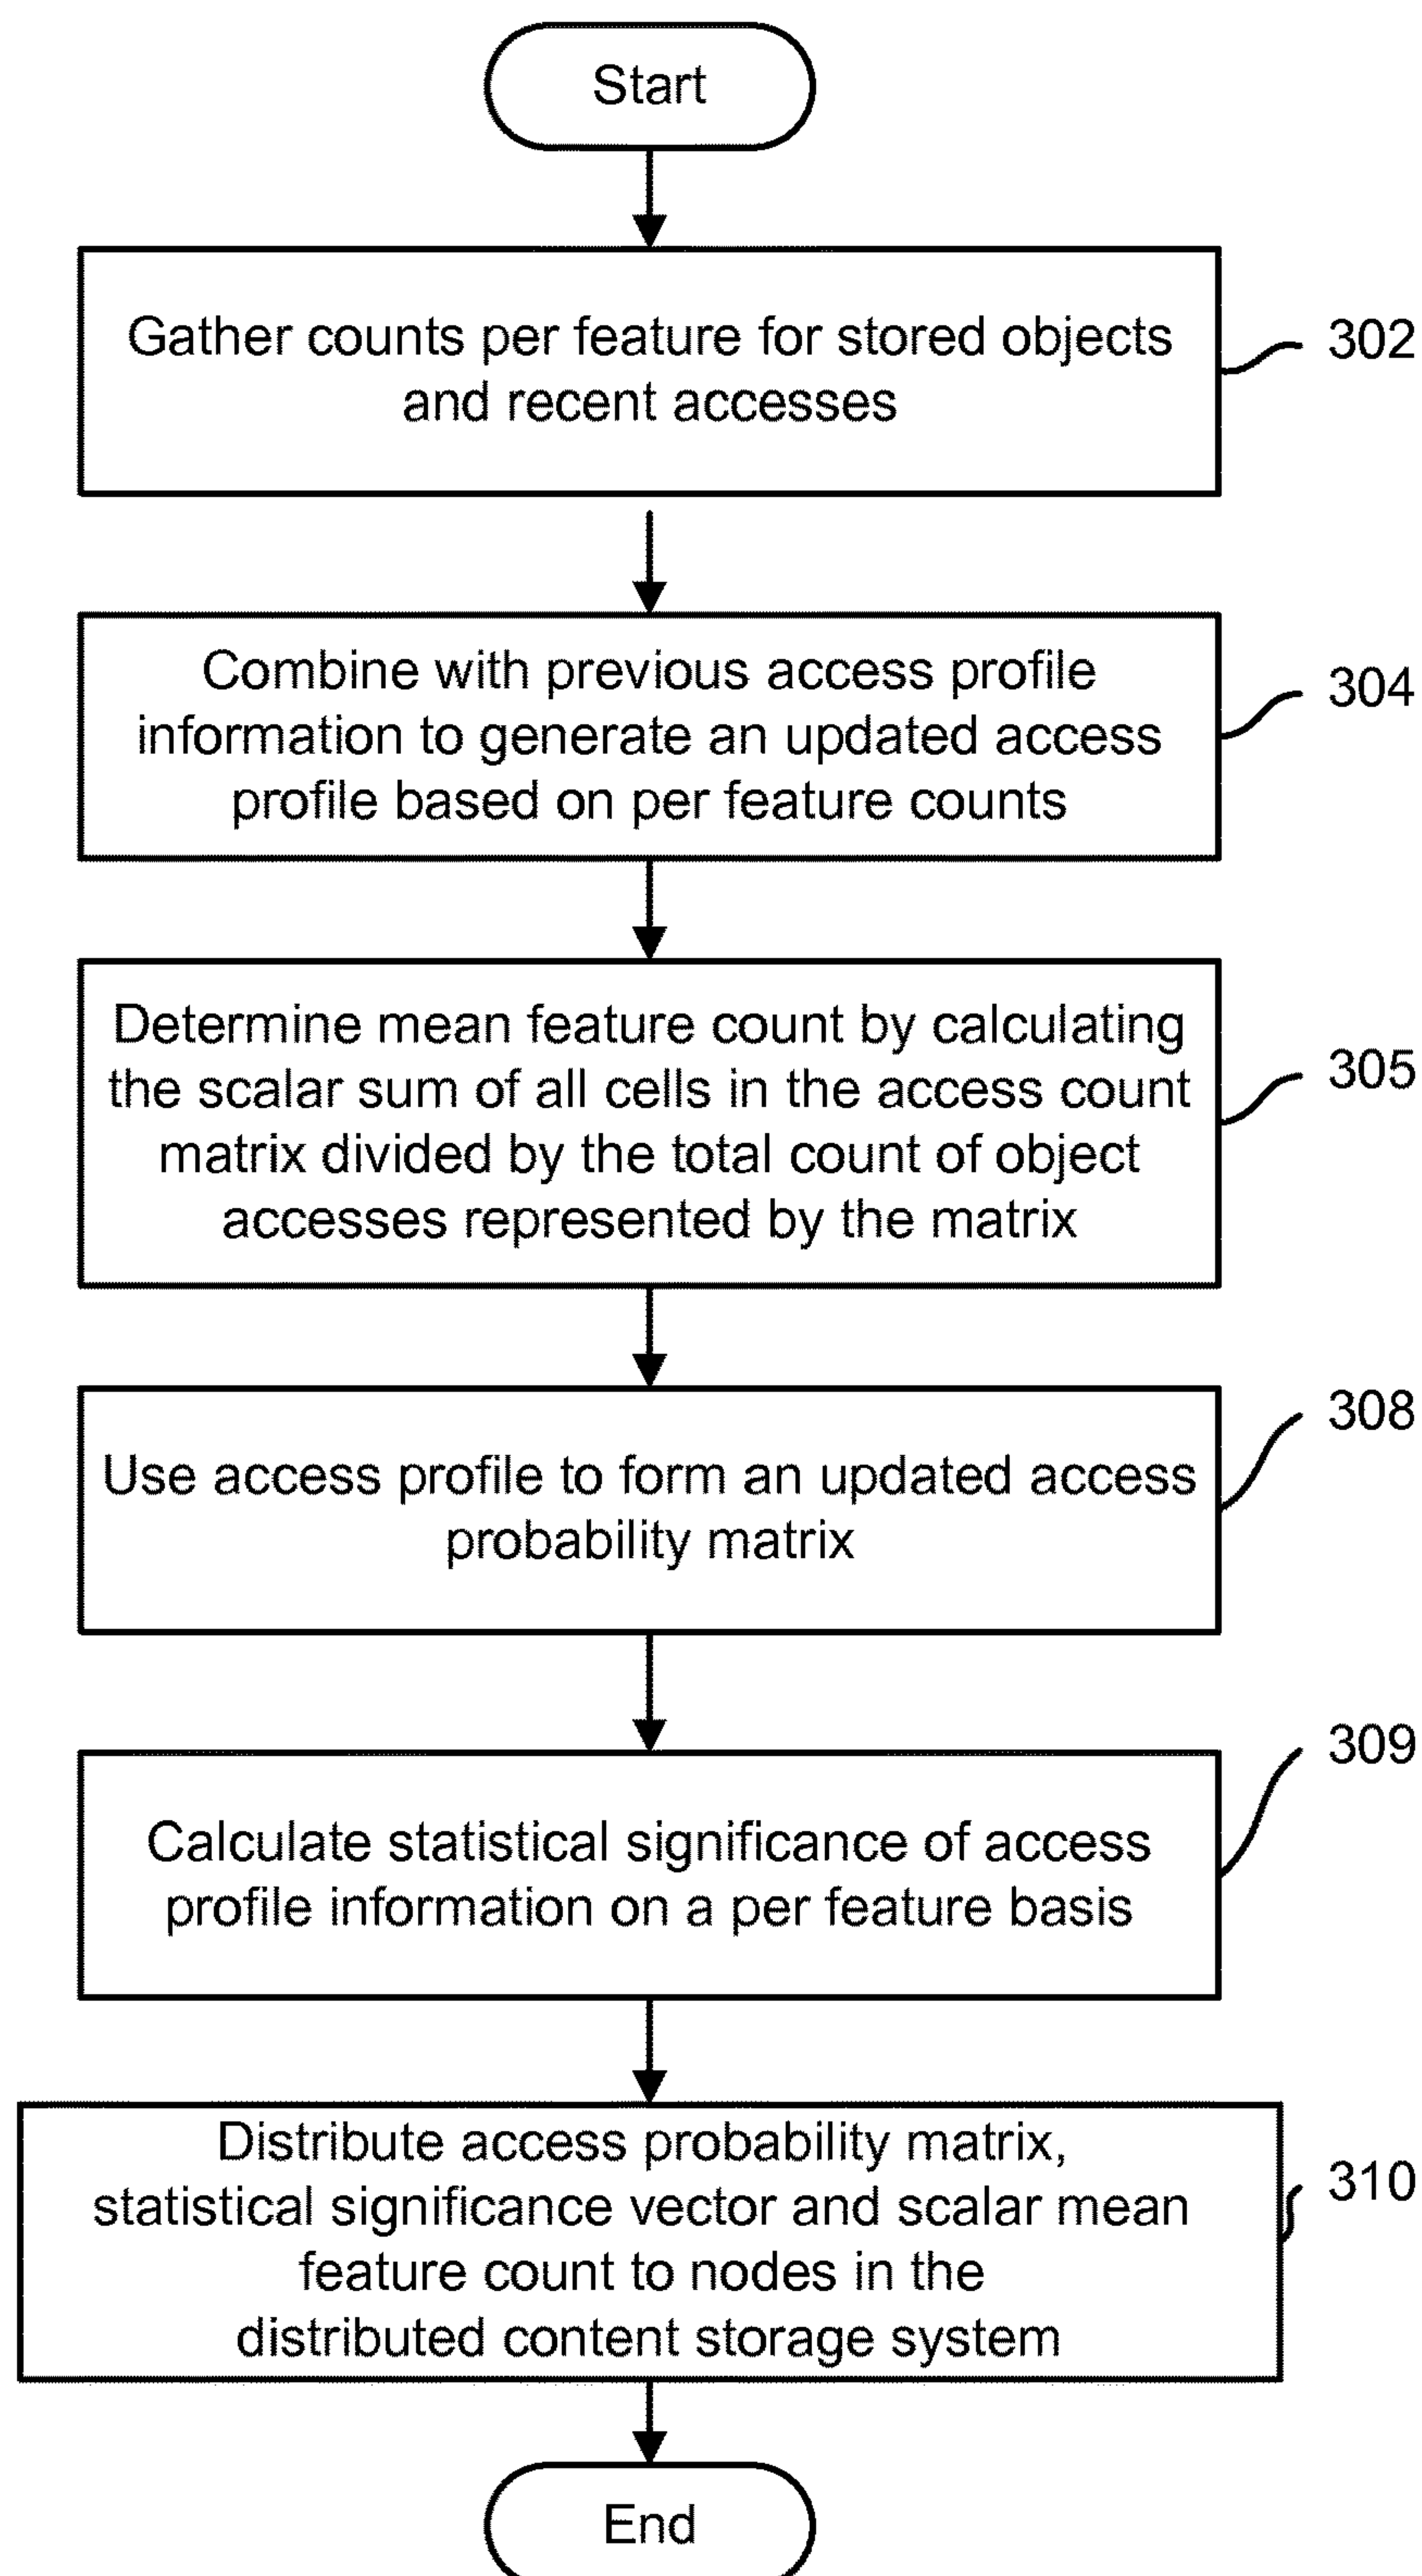 Start
Gather counts per feature for stored objects
and recent accesses
302
Combine with previous access profile
information to generate an updated access
profile based on per feature counts
304
Determine mean feature count by calculating
the scalar sum of all cells in the access count
matrix divided by the total count of object
accesses represented by the matrix
305
Use access profile to form an updated access
probability matrix
308
Calculate statistical significance of access
profile information on a per feature basis
309
Distribute access probability matrix,
statistical significance vector and scalar mean
feature count to nodes in the
distributed content storage system
310
End